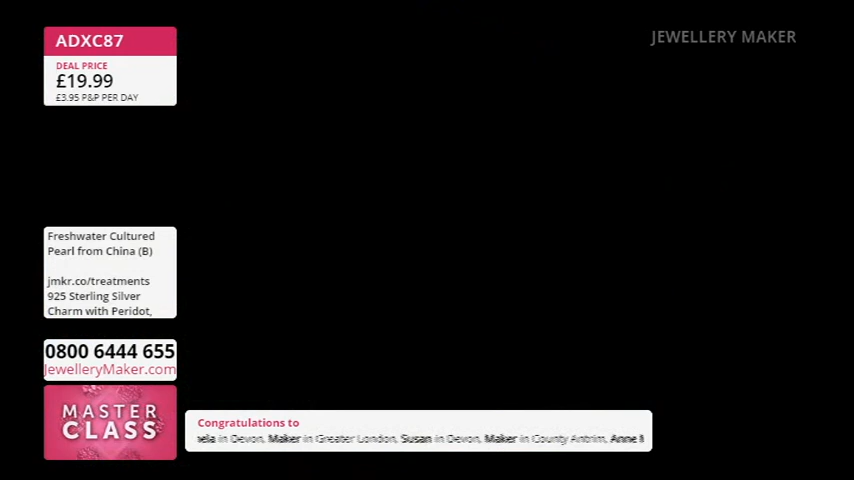 ADXC87
DEAL PRICE
£19.99
£3.95 P&P PER DAY
JEWELLERY MAKER
Freshwater Cultured
Pearl from China (B)
jmkr.co/treatments
925 Sterling Silver
Charm with Peridot,
0800 6444 655
JewelleryMaker.com
MASTER
CLASS
Congratulations to
in Devon, Maker in Greater London, Susan in Devon, Maker in County Antrim, Anne